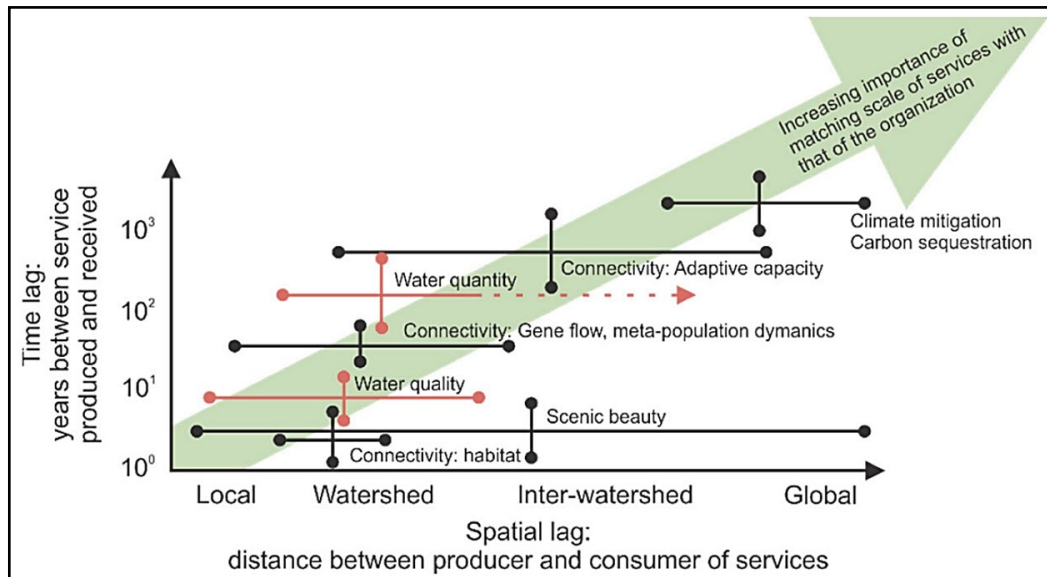 Increasing importance of
matching scale of services with
that of the organization
Time lag:
years between service
produced and received
10³
10²
10¹
10⁰
Climate mitigation
Carbon sequestration
Connectivity: Adaptive capacity
Water quantity
Connectivity: Gene flow, meta-population dymanics
Water quality
Scenic beauty
Connectivity: habitat
Local
Watershed
Inter-watershed
Global
Spatial lag:
distance between producer and consumer of services